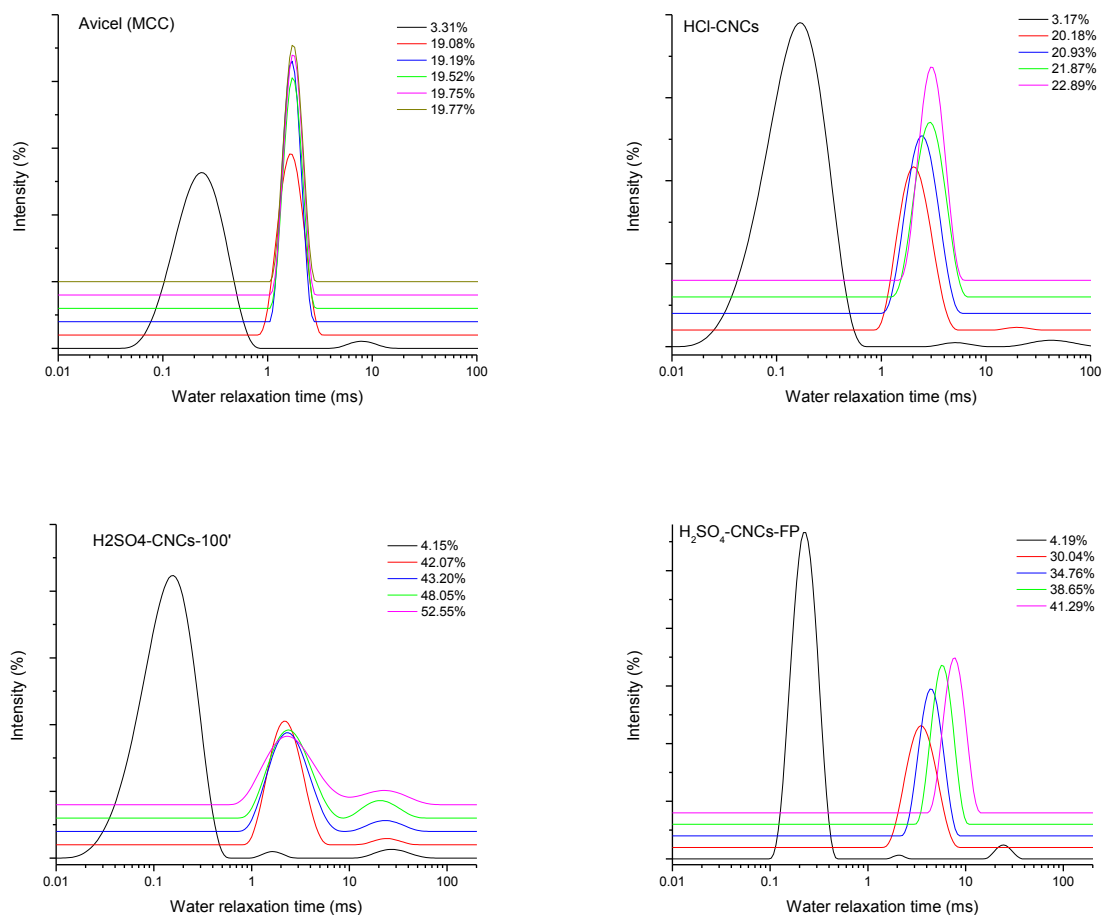 Avicel (MCC)
3.31%
19.08%
19.19%
19.52%
19.75%
19.77%
Intensity (%)
0.01 0.1 1 10 100
Water relaxation time (ms)
HCl-CNCs
3.17%
20.18%
20.93%
21.87%
22.89%
Intensity (%)
0.01 0.1 1 10 100
Water relaxation time (ms)
H2SO4-CNCs-100'
4.15%
42.07%
43.20%
48.05%
52.55%
Intensity (%)
0.01 0.1 1 10 100
Water relaxation time (ms)
H₂SO₄-CNCs-FP
4.19%
30.04%
34.76%
38.65%
41.29%
Intensity (%)
0.01 0.1 1 10 100
Water relaxation time (ms)